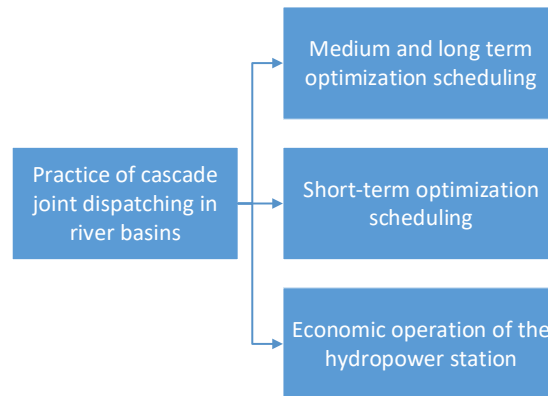 Medium and long term
optimization scheduling
Practice of cascade
joint dispatching in
river basins
Short-term optimization
scheduling
Economic operation of the
hydropower station